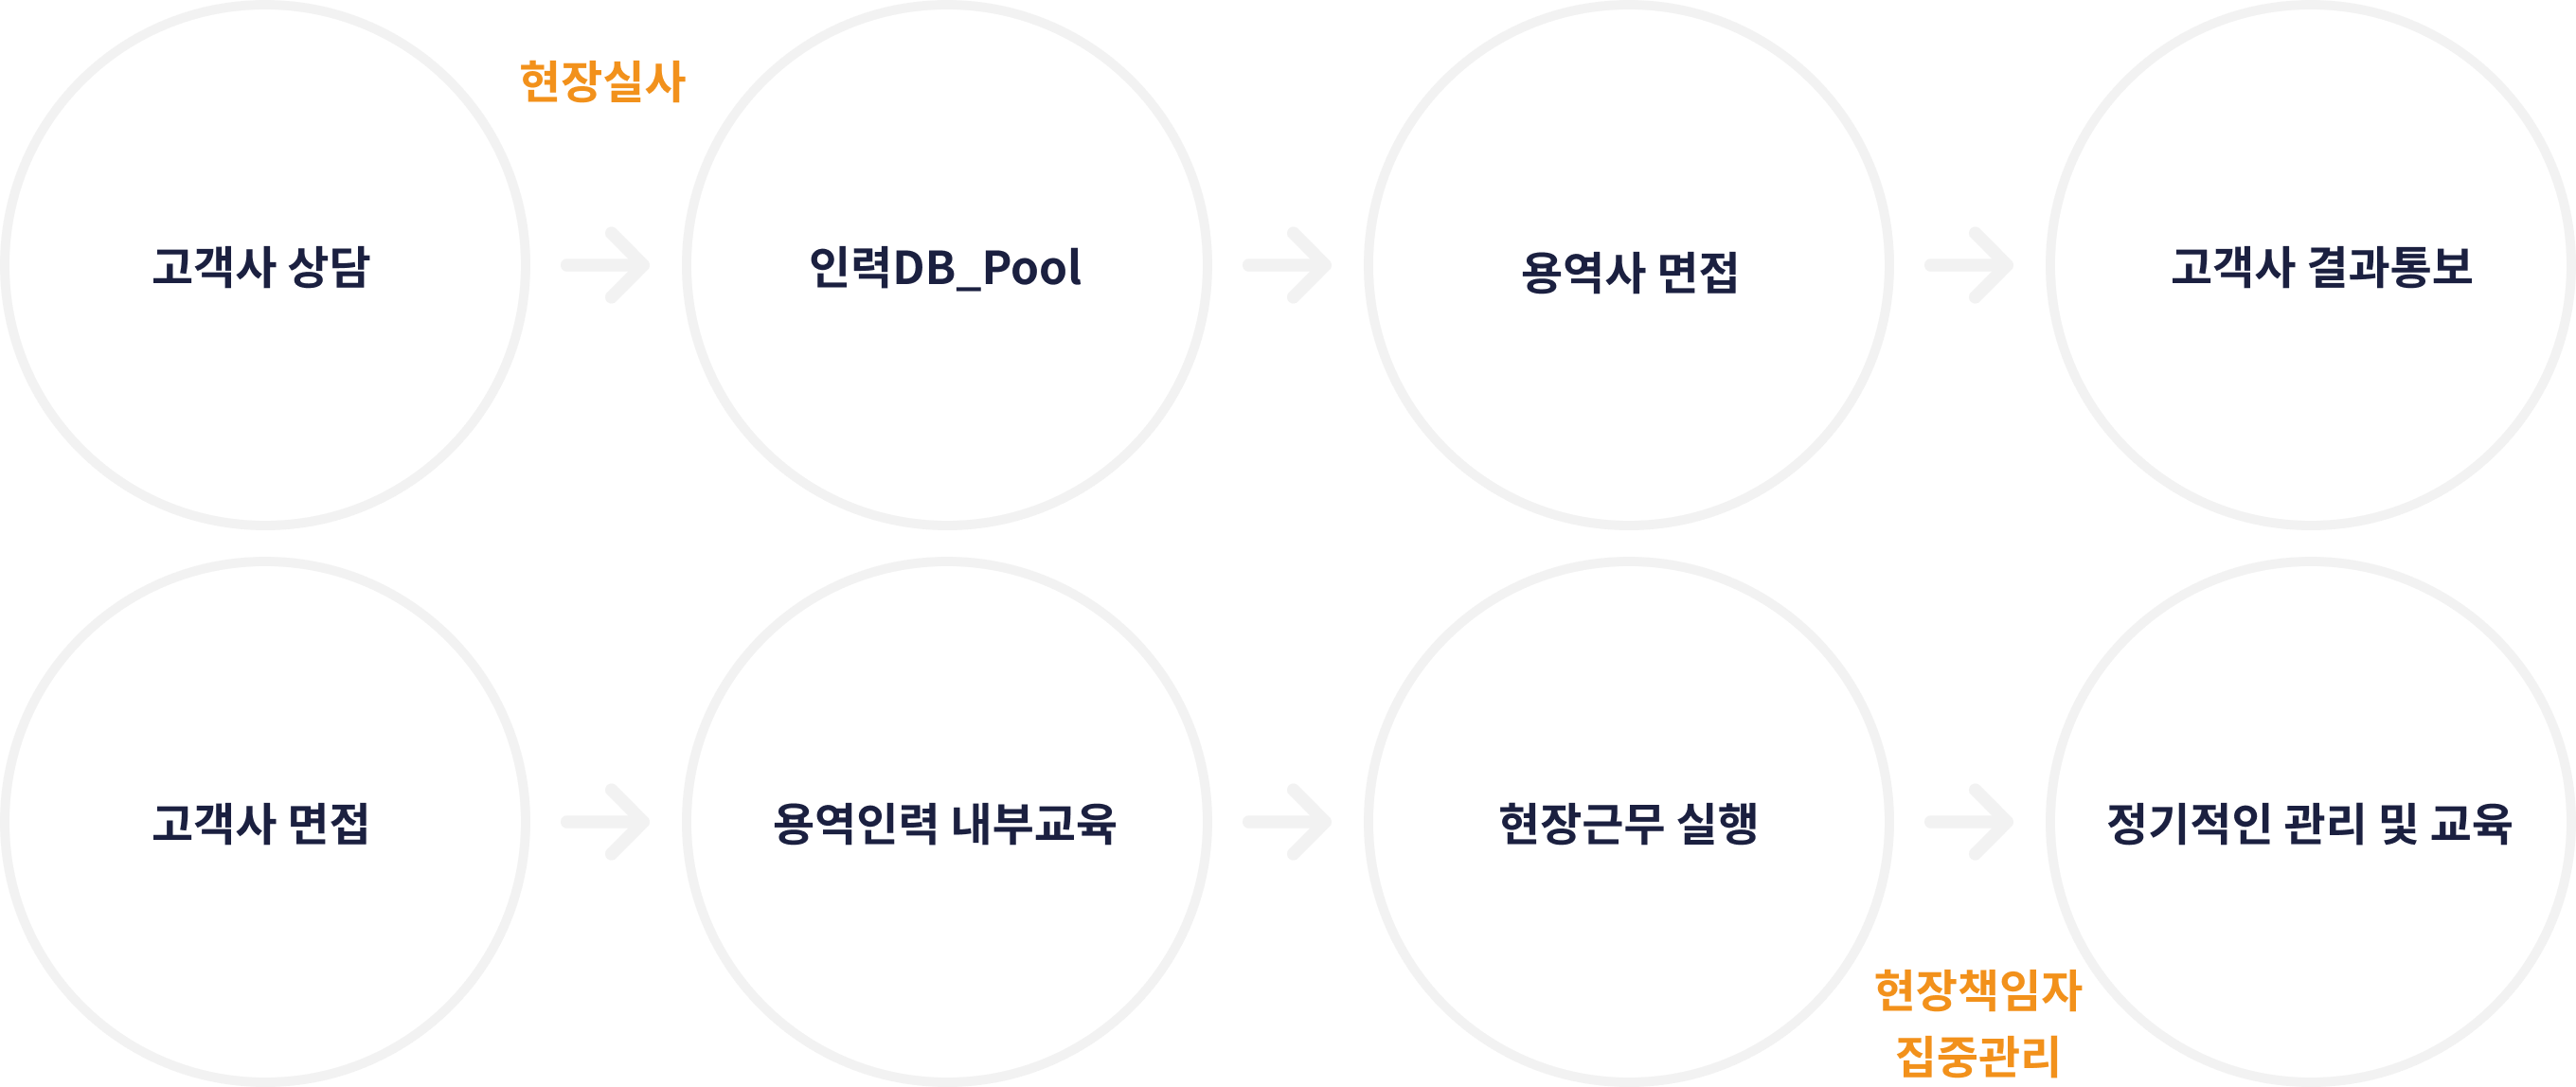 고객사 상담
현장실사
인력DB_Pool
용역사 면접
고객사 결과통보
고객사 면접
용역인력 내부교육
현장근무 실행
현장책임자
집중관리
정기적인 관리 및 교육